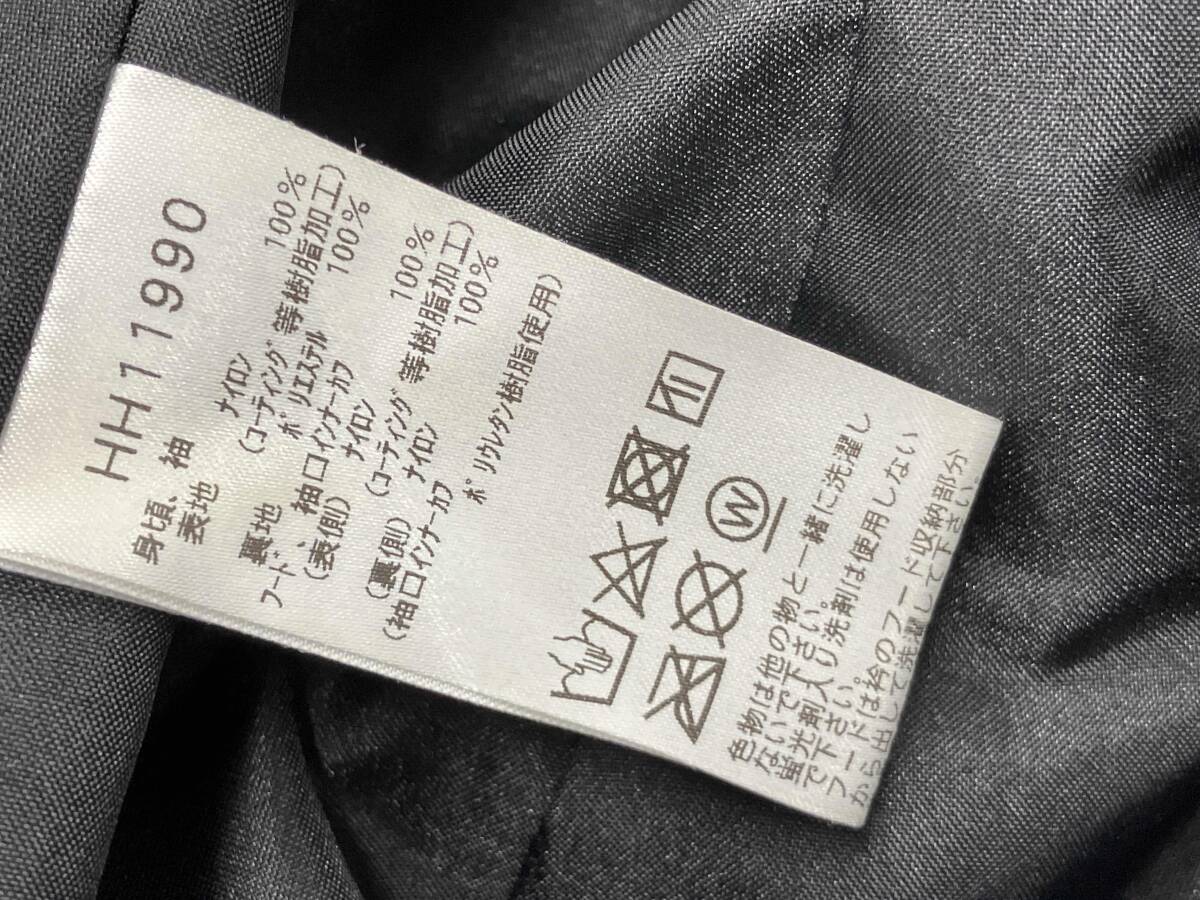 HH11990
身頃、袖
表地 ナイロン 100%
(コーティング等樹脂加工)
裏地 ポリエステル 100%
フード、袖口インナーカフ
(表側) ナイロン 100%
(コーティング等樹脂加工)
(裏側) ナイロン 100%
(袖口インナーカフ
ポリウレタン樹脂使用)
W
色物は他の物と一緒に洗濯し
ないで下さい。
蛍光剤入り洗剤は使用しない
で下さい。
フードは衿のフード収納部分
から出して洗濯して下さい。